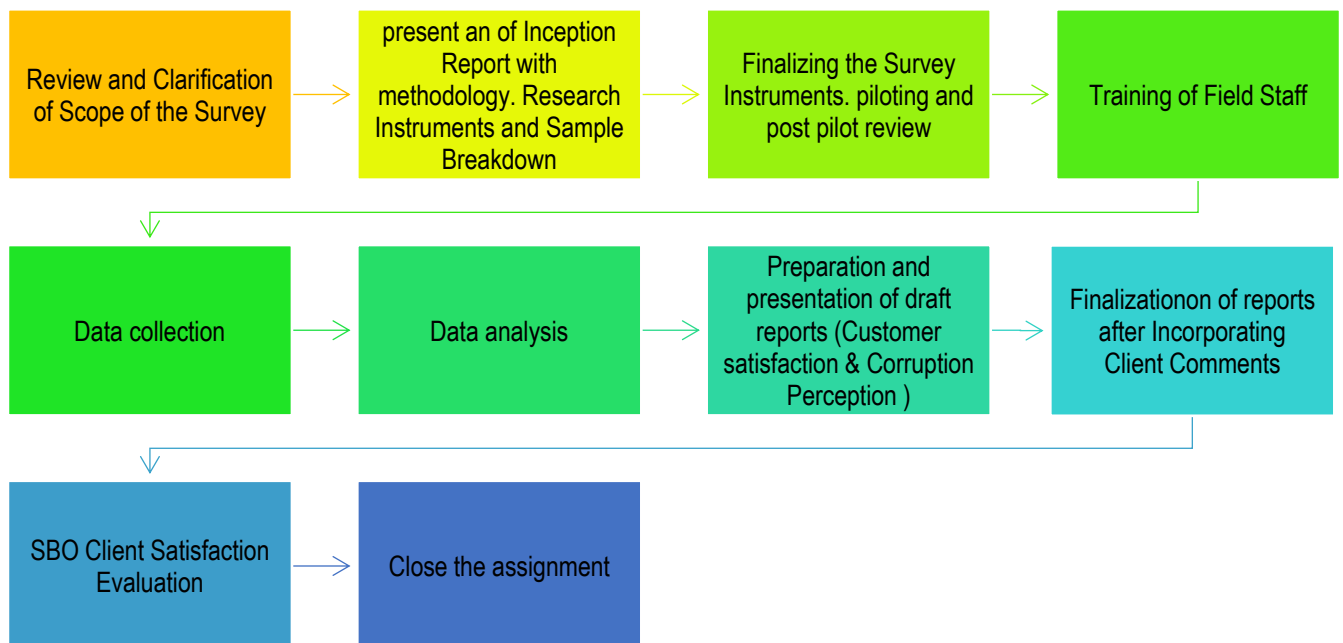 Review and Clarification
of Scope of the Survey
present an of Inception
Report with
methodology. Research
Instruments and Sample
Breakdown
Finalizing the Survey
Instruments. piloting and
post pilot review
Training of Field Staff
Data collection
Data analysis
Preparation and
presentation of draft
reports (Customer
satisfaction & Corruption
Perception )
Finalizationon of reports
after Incorporating
Client Comments
SBO Client Satisfaction
Evaluation
Close the assignment